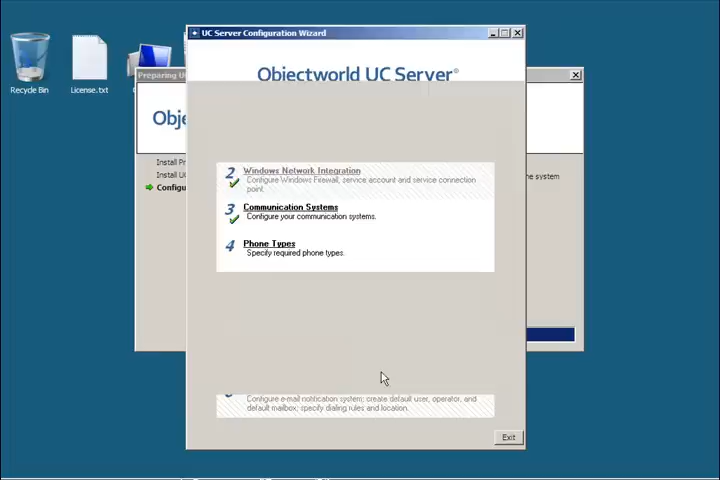 UC Server Configuration Wizard
Objectworld UC Server®
Recycle Bin
License.txt
Preparing U
Obje
Install Pr
Install UC
Configu
e system
2 Windows Network Integration
Configure Windows Firewall, service account and service connection
point.
3 Communication Systems
Configure your communication systems.
4 Phone Types
Specify required phone types.
Configure e-mail notification system; create default user, operator, and
default mailbox; specify dialing rules and location.
Exit